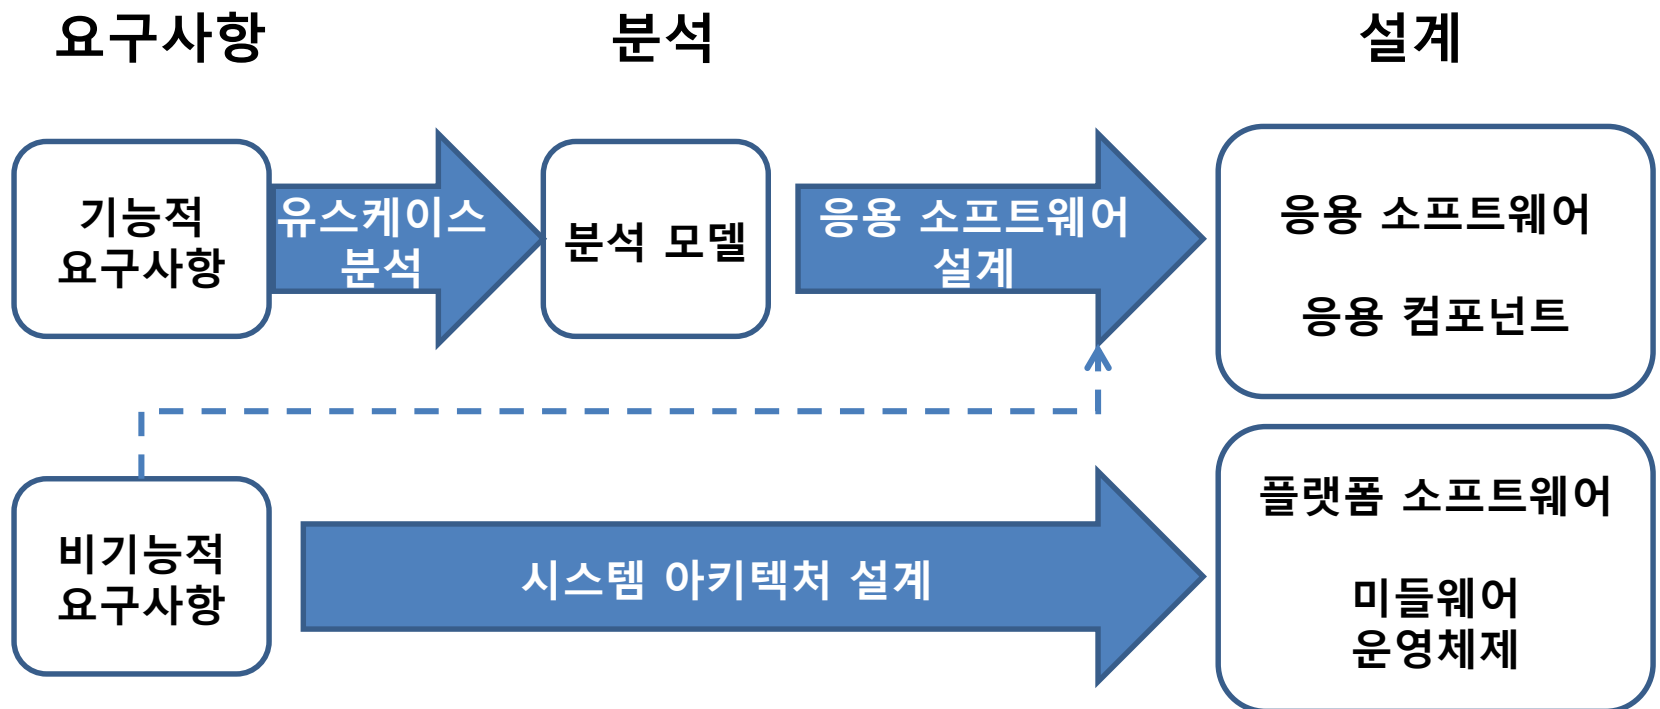 요구사항
분석
설계
기능적
요구사항
유스케이스
분석
분석 모델
응용 소프트웨어
설계
응용 소프트웨어
응용 컴포넌트
비기능적
요구사항
시스템 아키텍처 설계
플랫폼 소프트웨어
미들웨어
운영체제